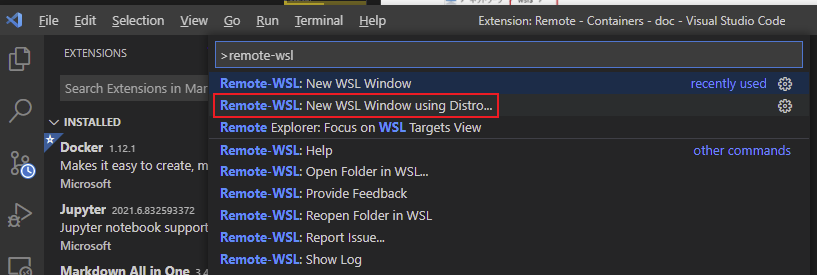 Go Run Terminal Help Extension: Remote - Containers - doc - Visual Studio Code
EXTENSIONS
>remote-wsl
Search Extensions in Mar
Remote-WSL: New WSL Window recently used
Remote-WSL: New WSL Window using Distro...
INSTALLED
Remote Explorer: Focus on WSL Targets View
Docker 1.12.1
Remote-WSL: Help other commands
Makes it easy to create, m
Remote-WSL: Open Folder in WSL...
Microsoft
Remote-WSL: Provide Feedback
Jupyter 2021.6.832593372
Remote-WSL: Reopen Folder in WSL
Jupyter notebook support
Remote-WSL: Report Issue...
Microsoft
Remote-WSL: Show Log
Markdown All in One 3.4